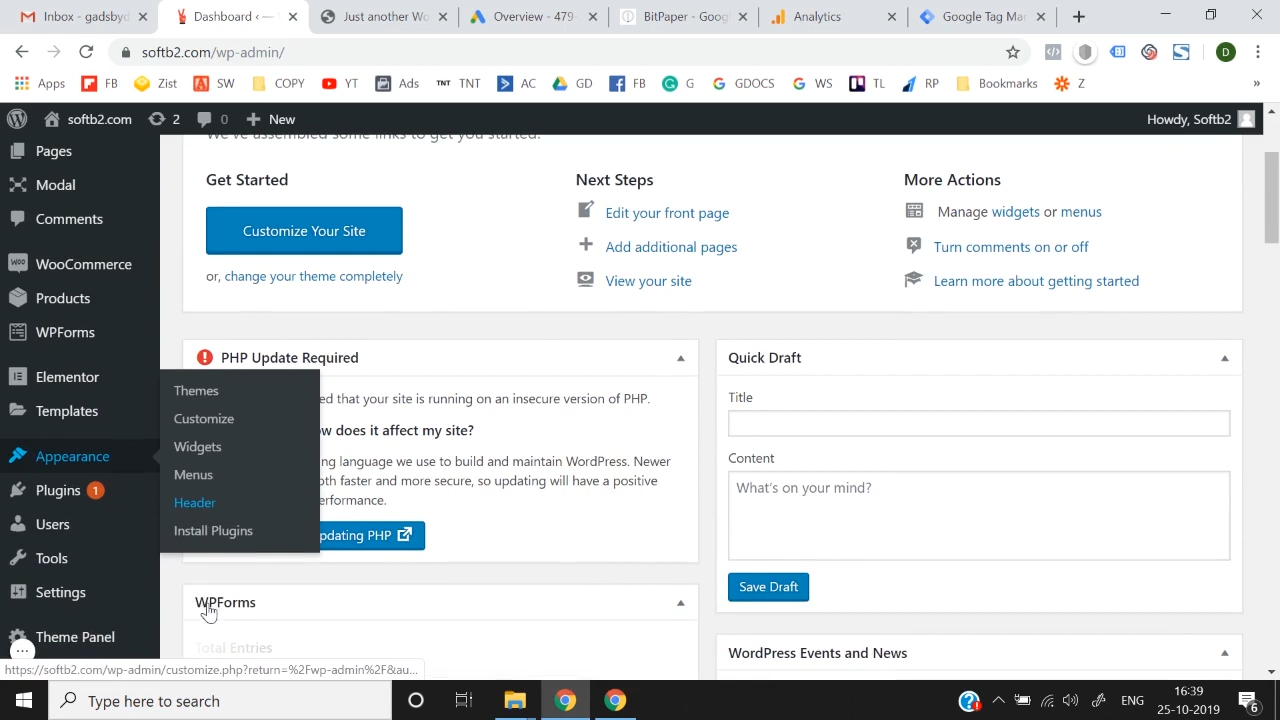 Inbox - gadsbyd
Dashboard ‹
Just another Wo
Overview - 479-
BitPaper - Goog
Analytics
Google Tag Mar
softb2.com/wp-admin/
D
Apps
FB
Zist
SW
COPY
YT
Ads
TNT TNT
AC
GD
FB
G
GDOCS
WS
TL
RP
Bookmarks
Z
»
softb2.com
2
0
New
Howdy, Softb2
Pages
Modal
Comments
WooCommerce
Products
WPForms
Elementor
Templates
Appearance
Plugins 1
Users
Tools
Settings
Theme Panel
Themes
Customize
Widgets
Menus
Header
Install Plugins
We've assembled some links to get you started:
Get Started
Customize Your Site
or, change your theme completely
Next Steps
Edit your front page
Add additional pages
View your site
More Actions
Manage widgets or menus
Turn comments on or off
Learn more about getting started
PHP Update Required
ed that your site is running on an insecure version of PHP.
ow does it affect my site?
ing language we use to build and maintain WordPress. Newer
oth faster and more secure, so updating will have a positive
erformance.
pdating PHP
WPForms
Total Entries
Quick Draft
Title
Content
What's on your mind?
Save Draft
WordPress Events and News
https://softb2.com/wp-admin/customize.php?return=%2Fwp-admin%2F&au...
Type here to search
ENG
16:39
25-10-2019
6